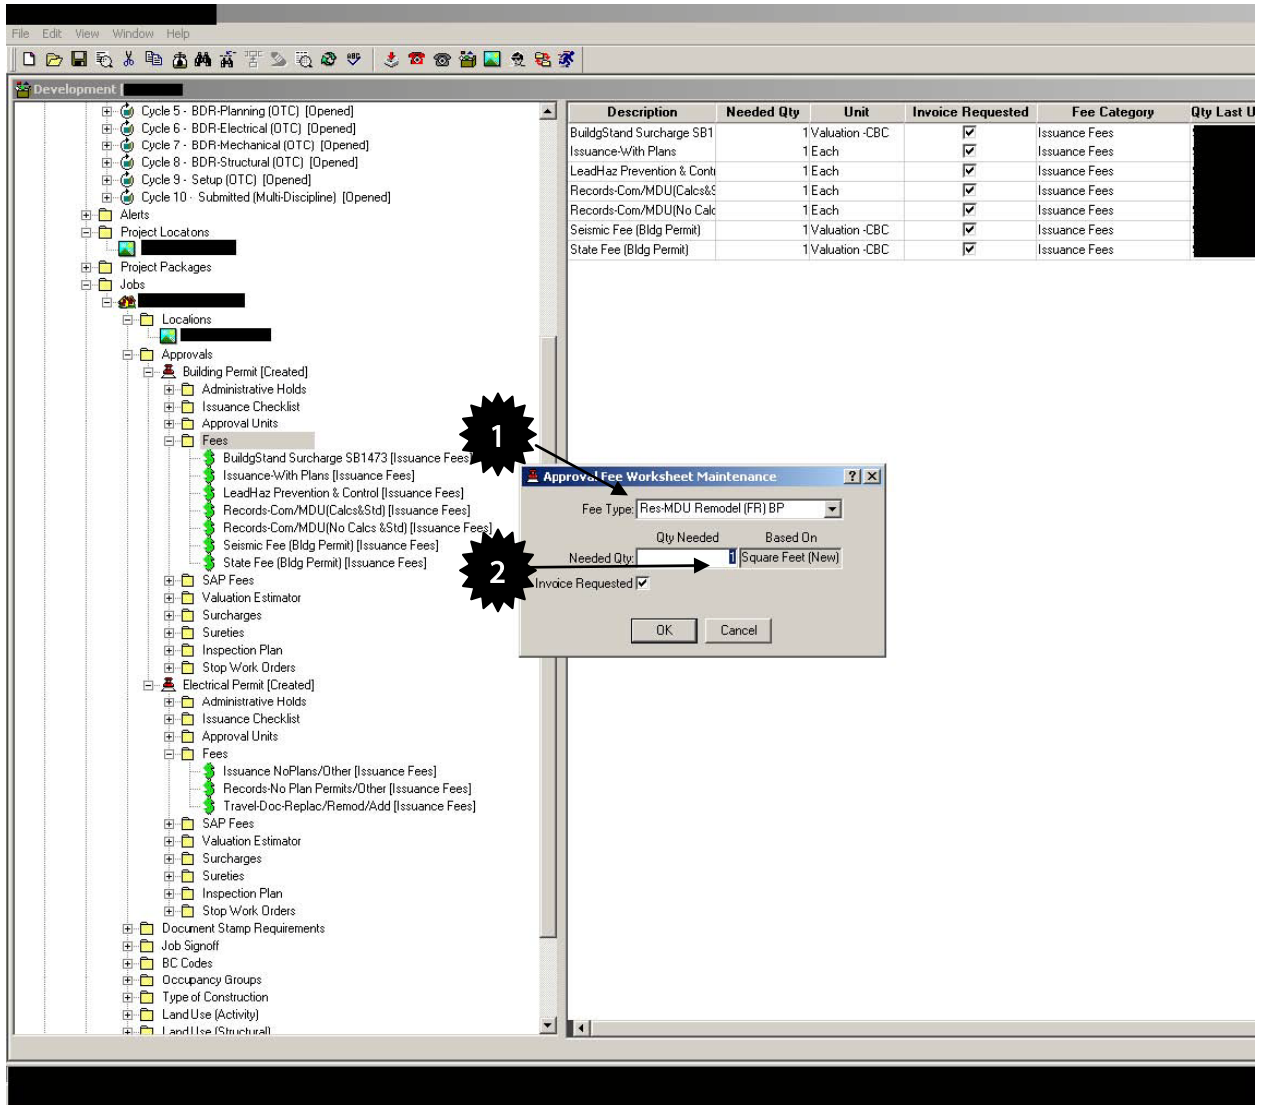 File Edit View Window Help
Development [
Cycle 5 - BDR-Planning (OTC) [Opened]
Cycle 6 - BDR-Electrical (OTC) [Opened]
Cycle 7 - BDR-Mechanical (OTC) [Opened]
Cycle 8 - BDR-Structural (OTC) [Opened]
Cycle 9 - Setup (OTC) [Opened]
Cycle 10 - Submitted (Multi-Discipline) [Opened]
Alerts
Project Locatons
Project Packages
Jobs
Locations
Approvals
Building Permit [Created]
Administrative Holds
Issuance Checklist
Approval Units
Fees
BuildgStand Surcharge SB1473 [Issuance Fees]
Issuance-With Plans [Issuance Fees]
LeadHaz Prevention & Control [Issuance Fees]
Records-Com/MDU(Calcs&Std) [Issuance Fees]
Records-Com/MDU(No Calcs &Std) [Issuance Fees]
Seismic Fee (Bldg Permit) [Issuance Fees]
State Fee (Bldg Permit) [Issuance Fees]
SAP Fees
Valuation Estimator
Surcharges
Sureties
Inspection Plan
Stop Work Orders
Electrical Permit [Created]
Administrative Holds
Issuance Checklist
Approval Units
Fees
Issuance NoPlans/Other [Issuance Fees]
Records-No Plan Permits/Other [Issuance Fees]
Travel-Doc-Replac/Remod/Add [Issuance Fees]
SAP Fees
Valuation Estimator
Surcharges
Sureties
Inspection Plan
Stop Work Orders
Document Stamp Requirements
Job Signoff
BC Codes
Occupancy Groups
Type of Construction
Land Use (Activity)
Land Use (Structural)
Description Needed Qty Unit Invoice Requested Fee Category Qty Last U
BuildgStand Surcharge SB1 1 Valuation -CBC Issuance Fees
Issuance-With Plans 1 Each Issuance Fees
LeadHaz Prevention & Contr 1 Each Issuance Fees
Records-Com/MDU(Calcs&S 1 Each Issuance Fees
Records-Com/MDU(No Calc 1 Each Issuance Fees
Seismic Fee (Bldg Permit) 1 Valuation -CBC Issuance Fees
State Fee (Bldg Permit) 1 Valuation -CBC Issuance Fees
1
Approval Fee Worksheet Maintenance
Fee Type: Res-MDU Remodel (FR) BP
Qty Needed Based On
Needed Qty: 1 Square Feet (New)
2
Invoice Requested
OK Cancel